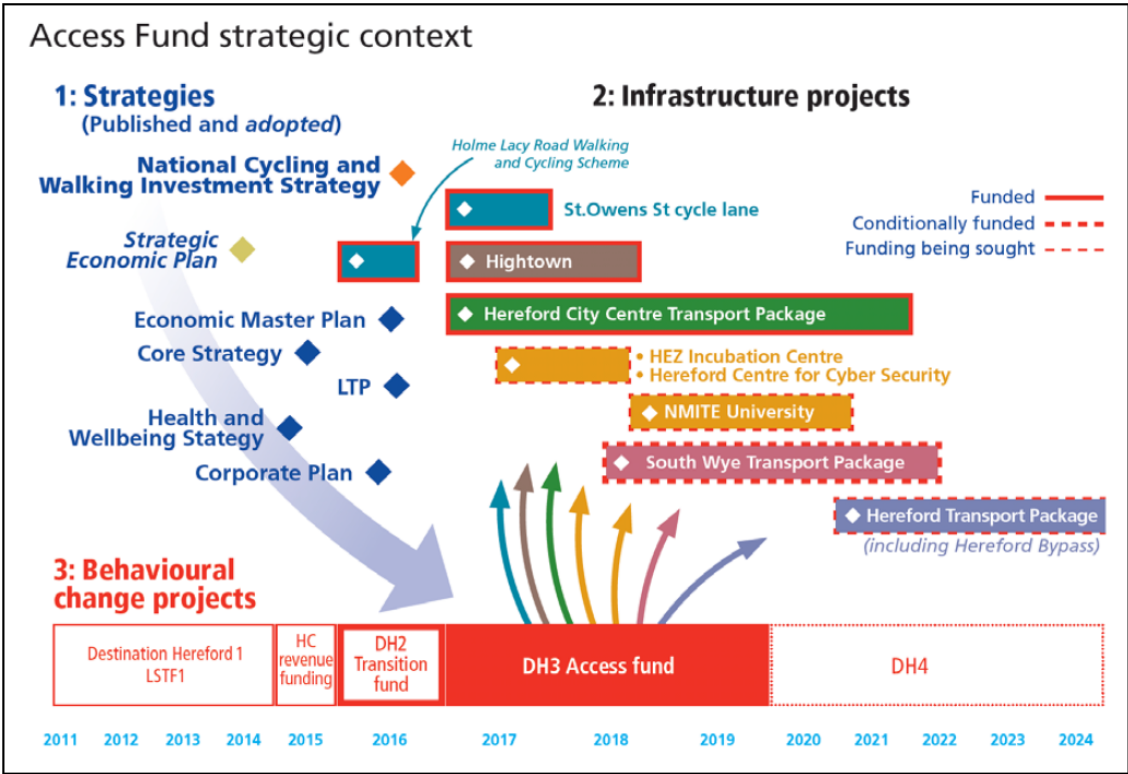 Access Fund strategic context
1: Strategies
(Published and adopted)
National Cycling and
Walking Investment Strategy
Strategic
Economic Plan
Economic Master Plan
Core Strategy
LTP
Health and
Wellbeing Stategy
Corporate Plan
2: Infrastructure projects
Holme Lacy Road Walking
and Cycling Scheme
Funded
Conditionally funded
Funding being sought
St.Owens St cycle lane
Hightown
Hereford City Centre Transport Package
• HEZ Incubation Centre
• Hereford Centre for Cyber Security
NMITE University
South Wye Transport Package
Hereford Transport Package
(including Hereford Bypass)
3: Behavioural
change projects
Destination Hereford 1
LSTF1
HC
revenue
funding
DH2
Transition
fund
DH3 Access fund
DH4
2011 2012 2013 2014 2015 2016 2017 2018 2019 2020 2021 2022 2023 2024